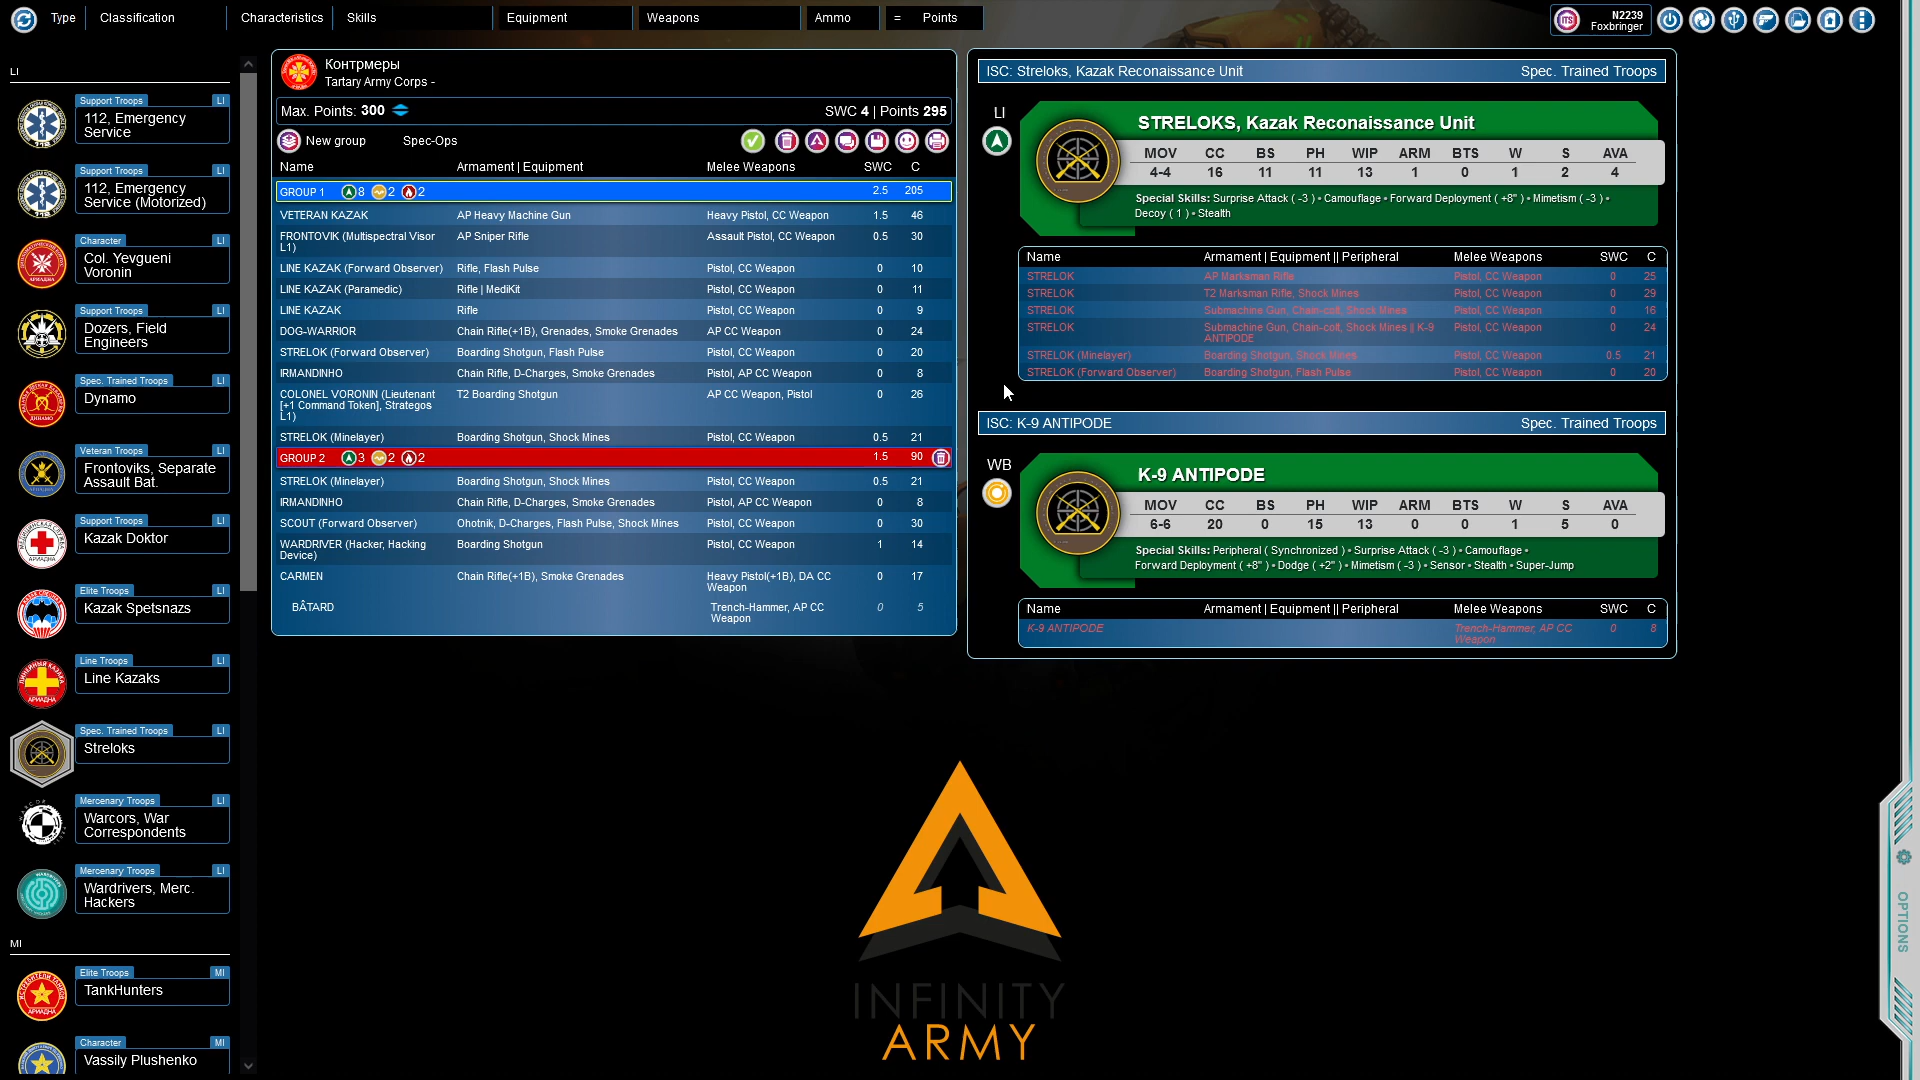 Type Classification Characteristics Skills Equipment Weapons Ammo = Points
N2239
Foxbringer
LI
Support Troops LI
112, Emergency
Service
Support Troops LI
112, Emergency
Service (Motorized)
Character LI
Col. Yevgueni
Voronin
Support Troops LI
Dozers, Field
Engineers
Spec. Trained Troops LI
Dynamo
Veteran Troops LI
Frontoviks, Separate
Assault Bat.
Support Troops LI
Kazak Doktor
Elite Troops LI
Kazak Spetsnazs
Line Troops LI
Line Kazaks
Spec. Trained Troops LI
Streloks
Mercenary Troops LI
Warcors, War
Correspondents
Mercenary Troops LI
Wardrivers, Merc.
Hackers
MI
Elite Troops MI
TankHunters
Character MI
Vassily Plushenko
Контрмеры
Tartary Army Corps -
Max. Points: 300 SWC 4 | Points 295
New group Spec-Ops
Name Armament | Equipment Melee Weapons SWC C
GROUP 1 8 2 2 2.5 205
VETERAN KAZAK AP Heavy Machine Gun Heavy Pistol, CC Weapon 1.5 46
FRONTOVIK (Multispectral Visor AP Sniper Rifle Assault Pistol, CC Weapon 0.5 30
L1)
LINE KAZAK (Forward Observer) Rifle, Flash Pulse Pistol, CC Weapon 0 10
LINE KAZAK (Paramedic) Rifle | MediKit Pistol, CC Weapon 0 11
LINE KAZAK Rifle Pistol, CC Weapon 0 9
DOG-WARRIOR Chain Rifle(+1B), Grenades, Smoke Grenades AP CC Weapon 0 24
STRELOK (Forward Observer) Boarding Shotgun, Flash Pulse Pistol, CC Weapon 0 20
IRMANDINHO Chain Rifle, D-Charges, Smoke Grenades Pistol, AP CC Weapon 0 8
COLONEL VORONIN (Lieutenant T2 Boarding Shotgun AP CC Weapon, Pistol 0 26
[+1 Command Token], Strategos
L1)
STRELOK (Minelayer) Boarding Shotgun, Shock Mines Pistol, CC Weapon 0.5 21
GROUP 2 3 2 2 1.5 90
STRELOK (Minelayer) Boarding Shotgun, Shock Mines Pistol, CC Weapon 0.5 21
IRMANDINHO Chain Rifle, D-Charges, Smoke Grenades Pistol, AP CC Weapon 0 8
SCOUT (Forward Observer) Ohotnik, D-Charges, Flash Pulse, Shock Mines Pistol, CC Weapon 0 30
WARDRIVER (Hacker, Hacking Boarding Shotgun Pistol, CC Weapon 1 14
Device)
CARMEN Chain Rifle(+1B), Smoke Grenades Heavy Pistol(+1B), DA CC 0 17
Weapon
BÂTARD Trench-Hammer, AP CC 0 5
Weapon
ISC: Streloks, Kazak Reconaissance Unit Spec. Trained Troops
LI
STRELOKS, Kazak Reconaissance Unit
MOV CC BS PH WIP ARM BTS W S AVA
4-4 16 11 11 13 1 0 1 2 4
Special Skills: Surprise Attack ( -3 ) • Camouflage • Forward Deployment ( +8" ) • Mimetism ( -3 ) •
Decoy ( 1 ) • Stealth
Name Armament | Equipment || Peripheral Melee Weapons SWC C
STRELOK AP Marksman Rifle Pistol, CC Weapon 0 25
STRELOK T2 Marksman Rifle, Shock Mines Pistol, CC Weapon 0 29
STRELOK Submachine Gun, Chain-colt, Shock Mines Pistol, CC Weapon 0 16
STRELOK Submachine Gun, Chain-colt, Shock Mines || K-9 Pistol, CC Weapon 0 24
ANTIPODE
STRELOK (Minelayer) Boarding Shotgun, Shock Mines Pistol, CC Weapon 0.5 21
STRELOK (Forward Observer) Boarding Shotgun, Flash Pulse Pistol, CC Weapon 0 20
ISC: K-9 ANTIPODE Spec. Trained Troops
WB
K-9 ANTIPODE
MOV CC BS PH WIP ARM BTS W S AVA
6-6 20 0 15 13 0 0 1 5 0
Special Skills: Peripheral ( Synchronized ) • Surprise Attack ( -3 ) • Camouflage •
Forward Deployment ( +8" ) • Dodge ( +2" ) • Mimetism ( -3 ) • Sensor • Stealth • Super-Jump
Name Armament | Equipment || Peripheral Melee Weapons SWC C
K-9 ANTIPODE Trench-Hammer, AP CC 0 8
Weapon
INFINITY
ARMY
OPTIONS